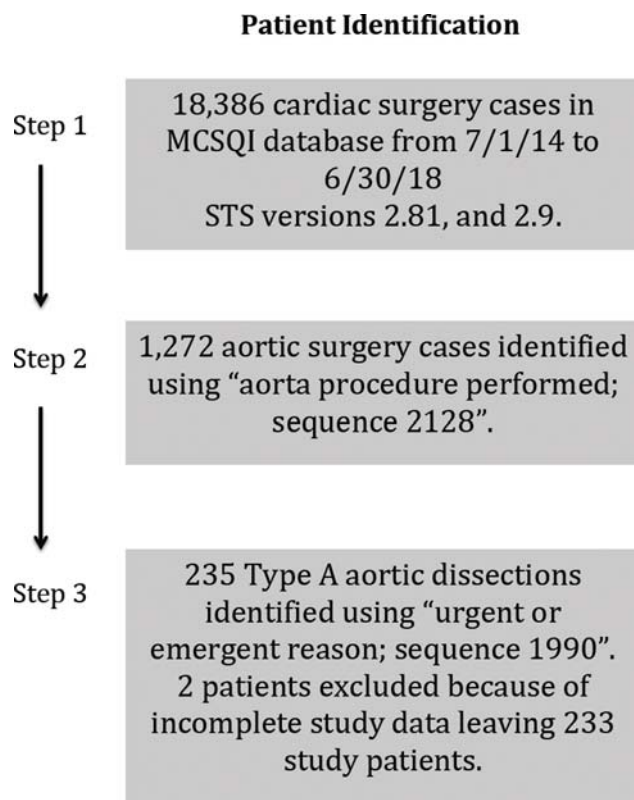 Patient Identification
Step 1
18,386 cardiac surgery cases in
MCSQI database from 7/1/14 to
6/30/18
STS versions 2.81, and 2.9.
Step 2
1,272 aortic surgery cases identified
using “aorta procedure performed;
sequence 2128”.
Step 3
235 Type A aortic dissections
identified using “urgent or
emergent reason; sequence 1990”.
2 patients excluded because of
incomplete study data leaving 233
study patients.